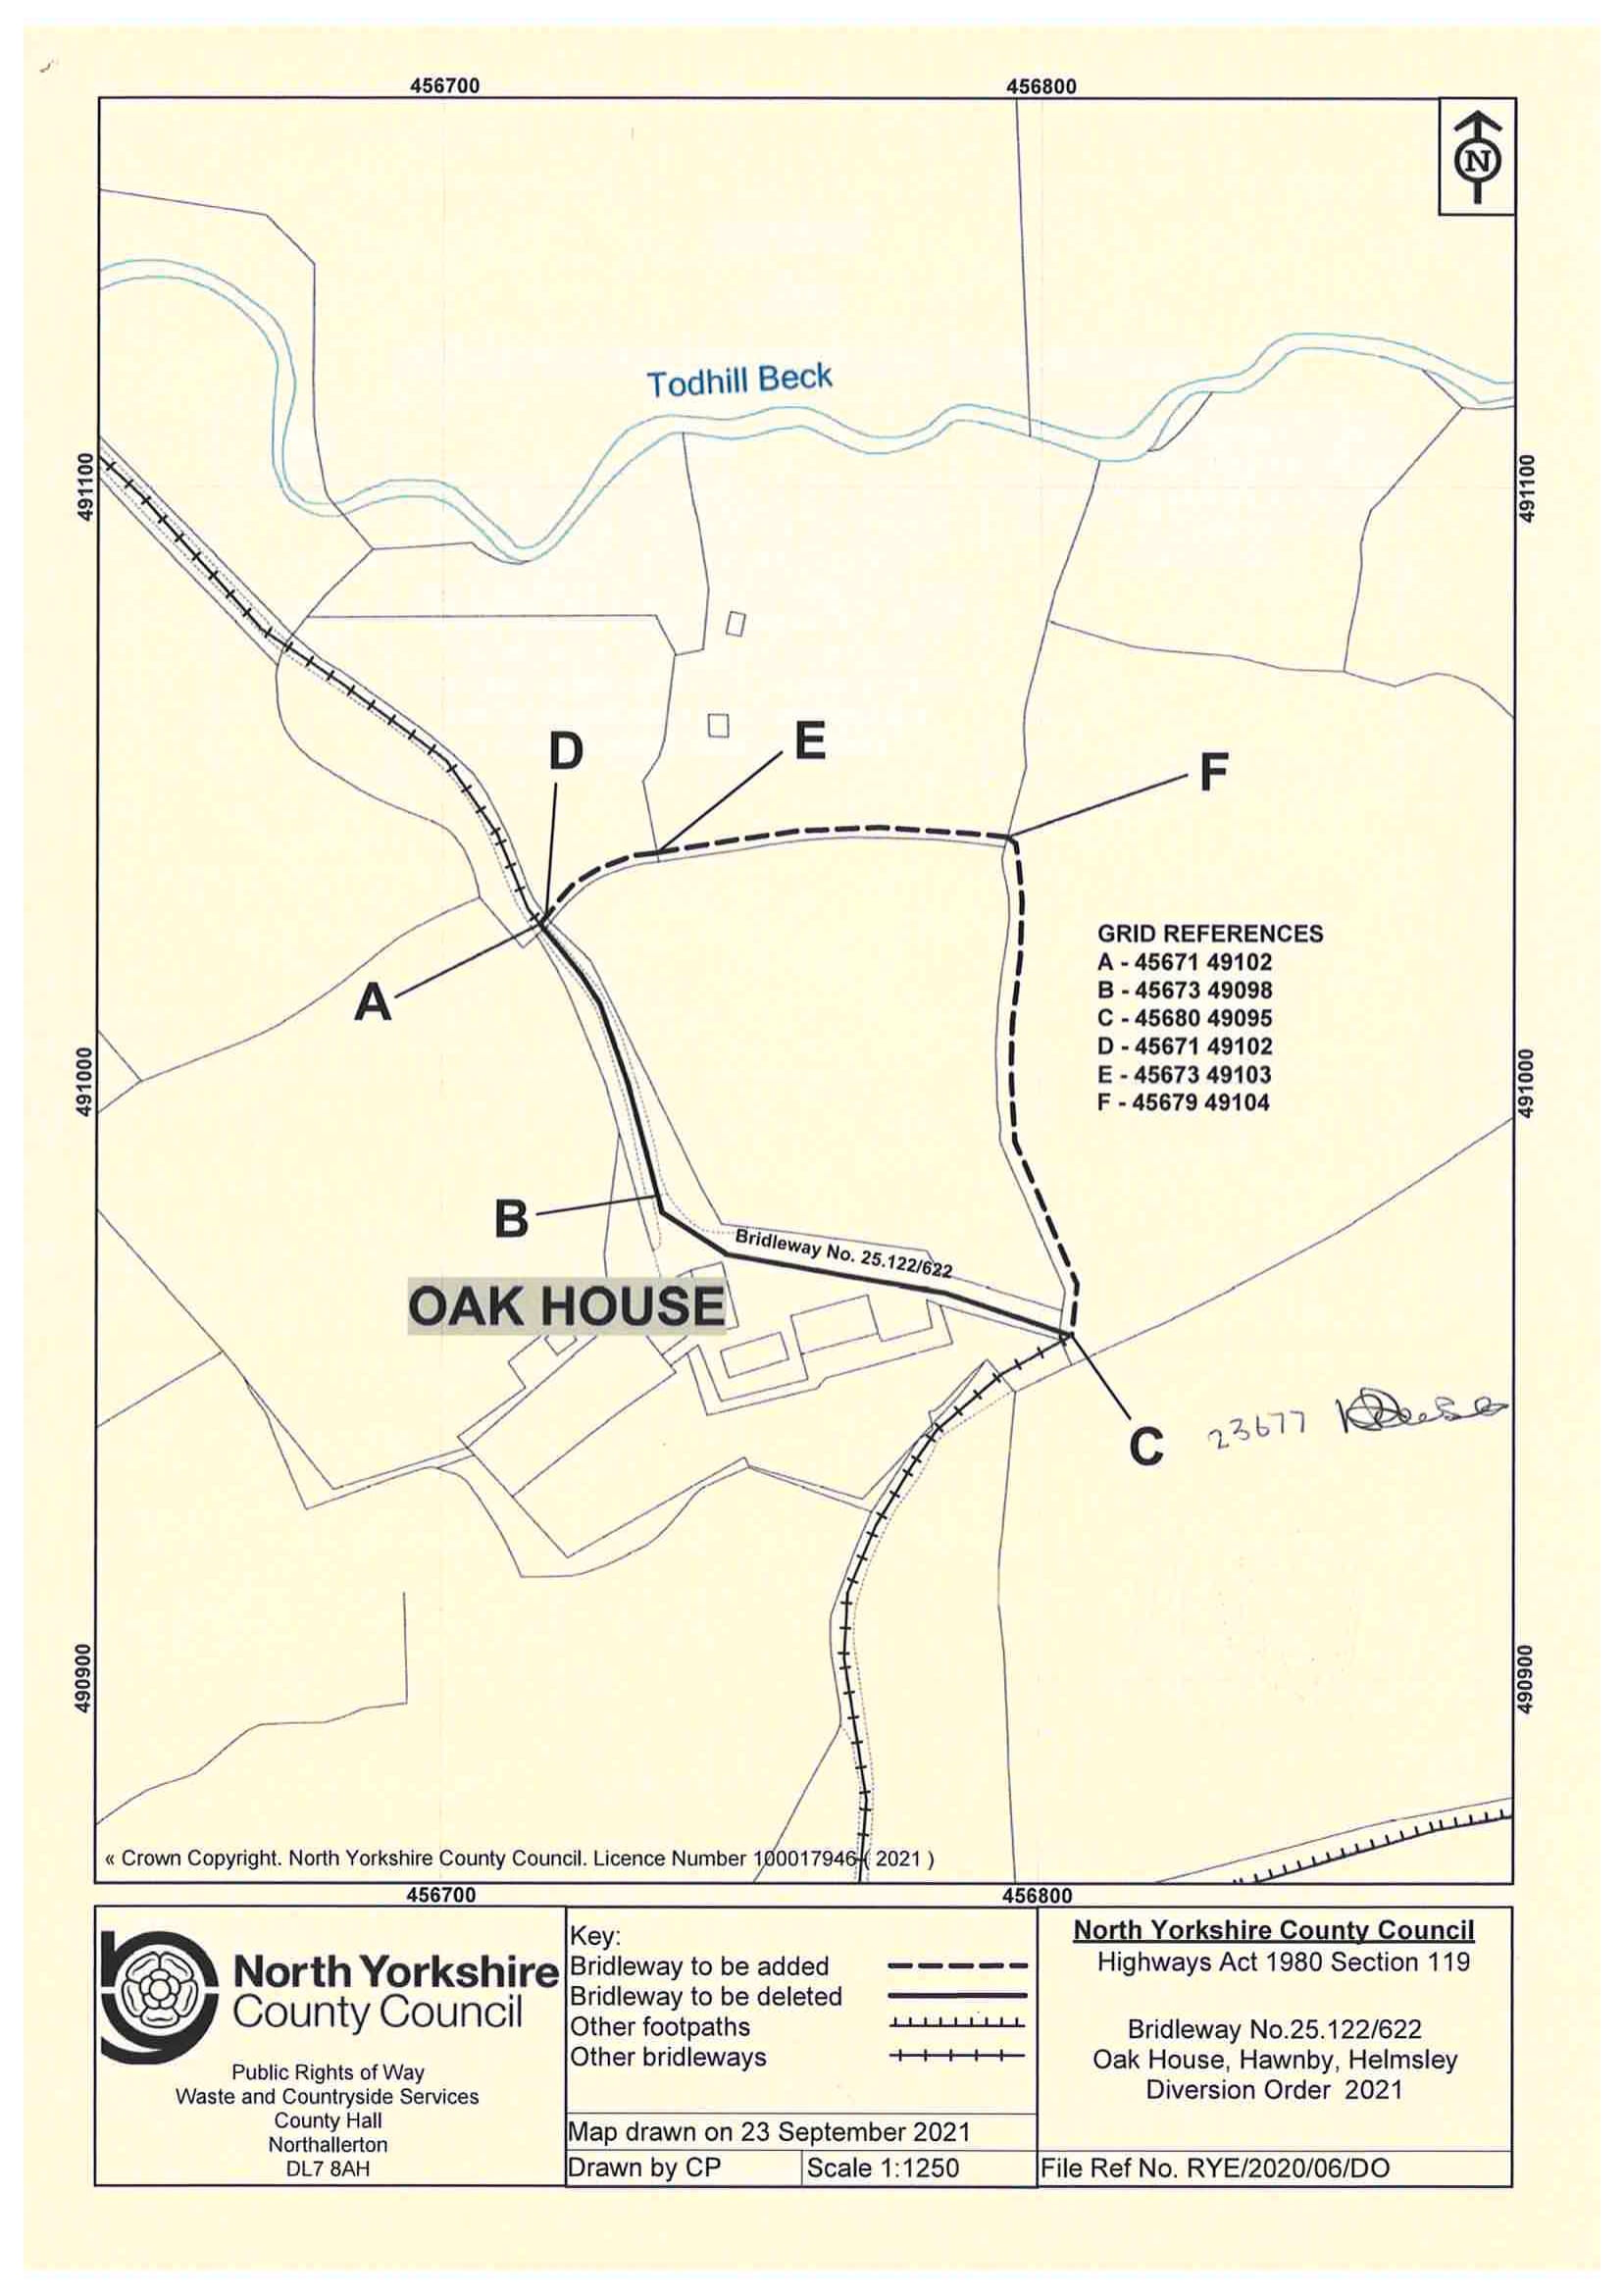 456700
456800
N
Todhill Beck
491100
491100
D
E
F
A
GRID REFERENCES
A - 45671 49102
B - 45673 49098
C - 45680 49095
D - 45671 49102
E - 45673 49103
F - 45679 49104
491000
491000
B
Bridleway No. 25.122/622
OAK HOUSE
C
23677
490900
490900
« Crown Copyright. North Yorkshire County Council. Licence Number 100017946 ( 2021 )
456700
456800
North Yorkshire
County Council
Public Rights of Way
Waste and Countryside Services
County Hall
Northallerton
DL7 8AH
Key:
Bridleway to be added
Bridleway to be deleted
Other footpaths
Other bridleways
Map drawn on 23 September 2021
Drawn by CP
Scale 1:1250
North Yorkshire County Council
Highways Act 1980 Section 119
Bridleway No.25.122/622
Oak House, Hawnby, Helmsley
Diversion Order 2021
File Ref No. RYE/2020/06/DO